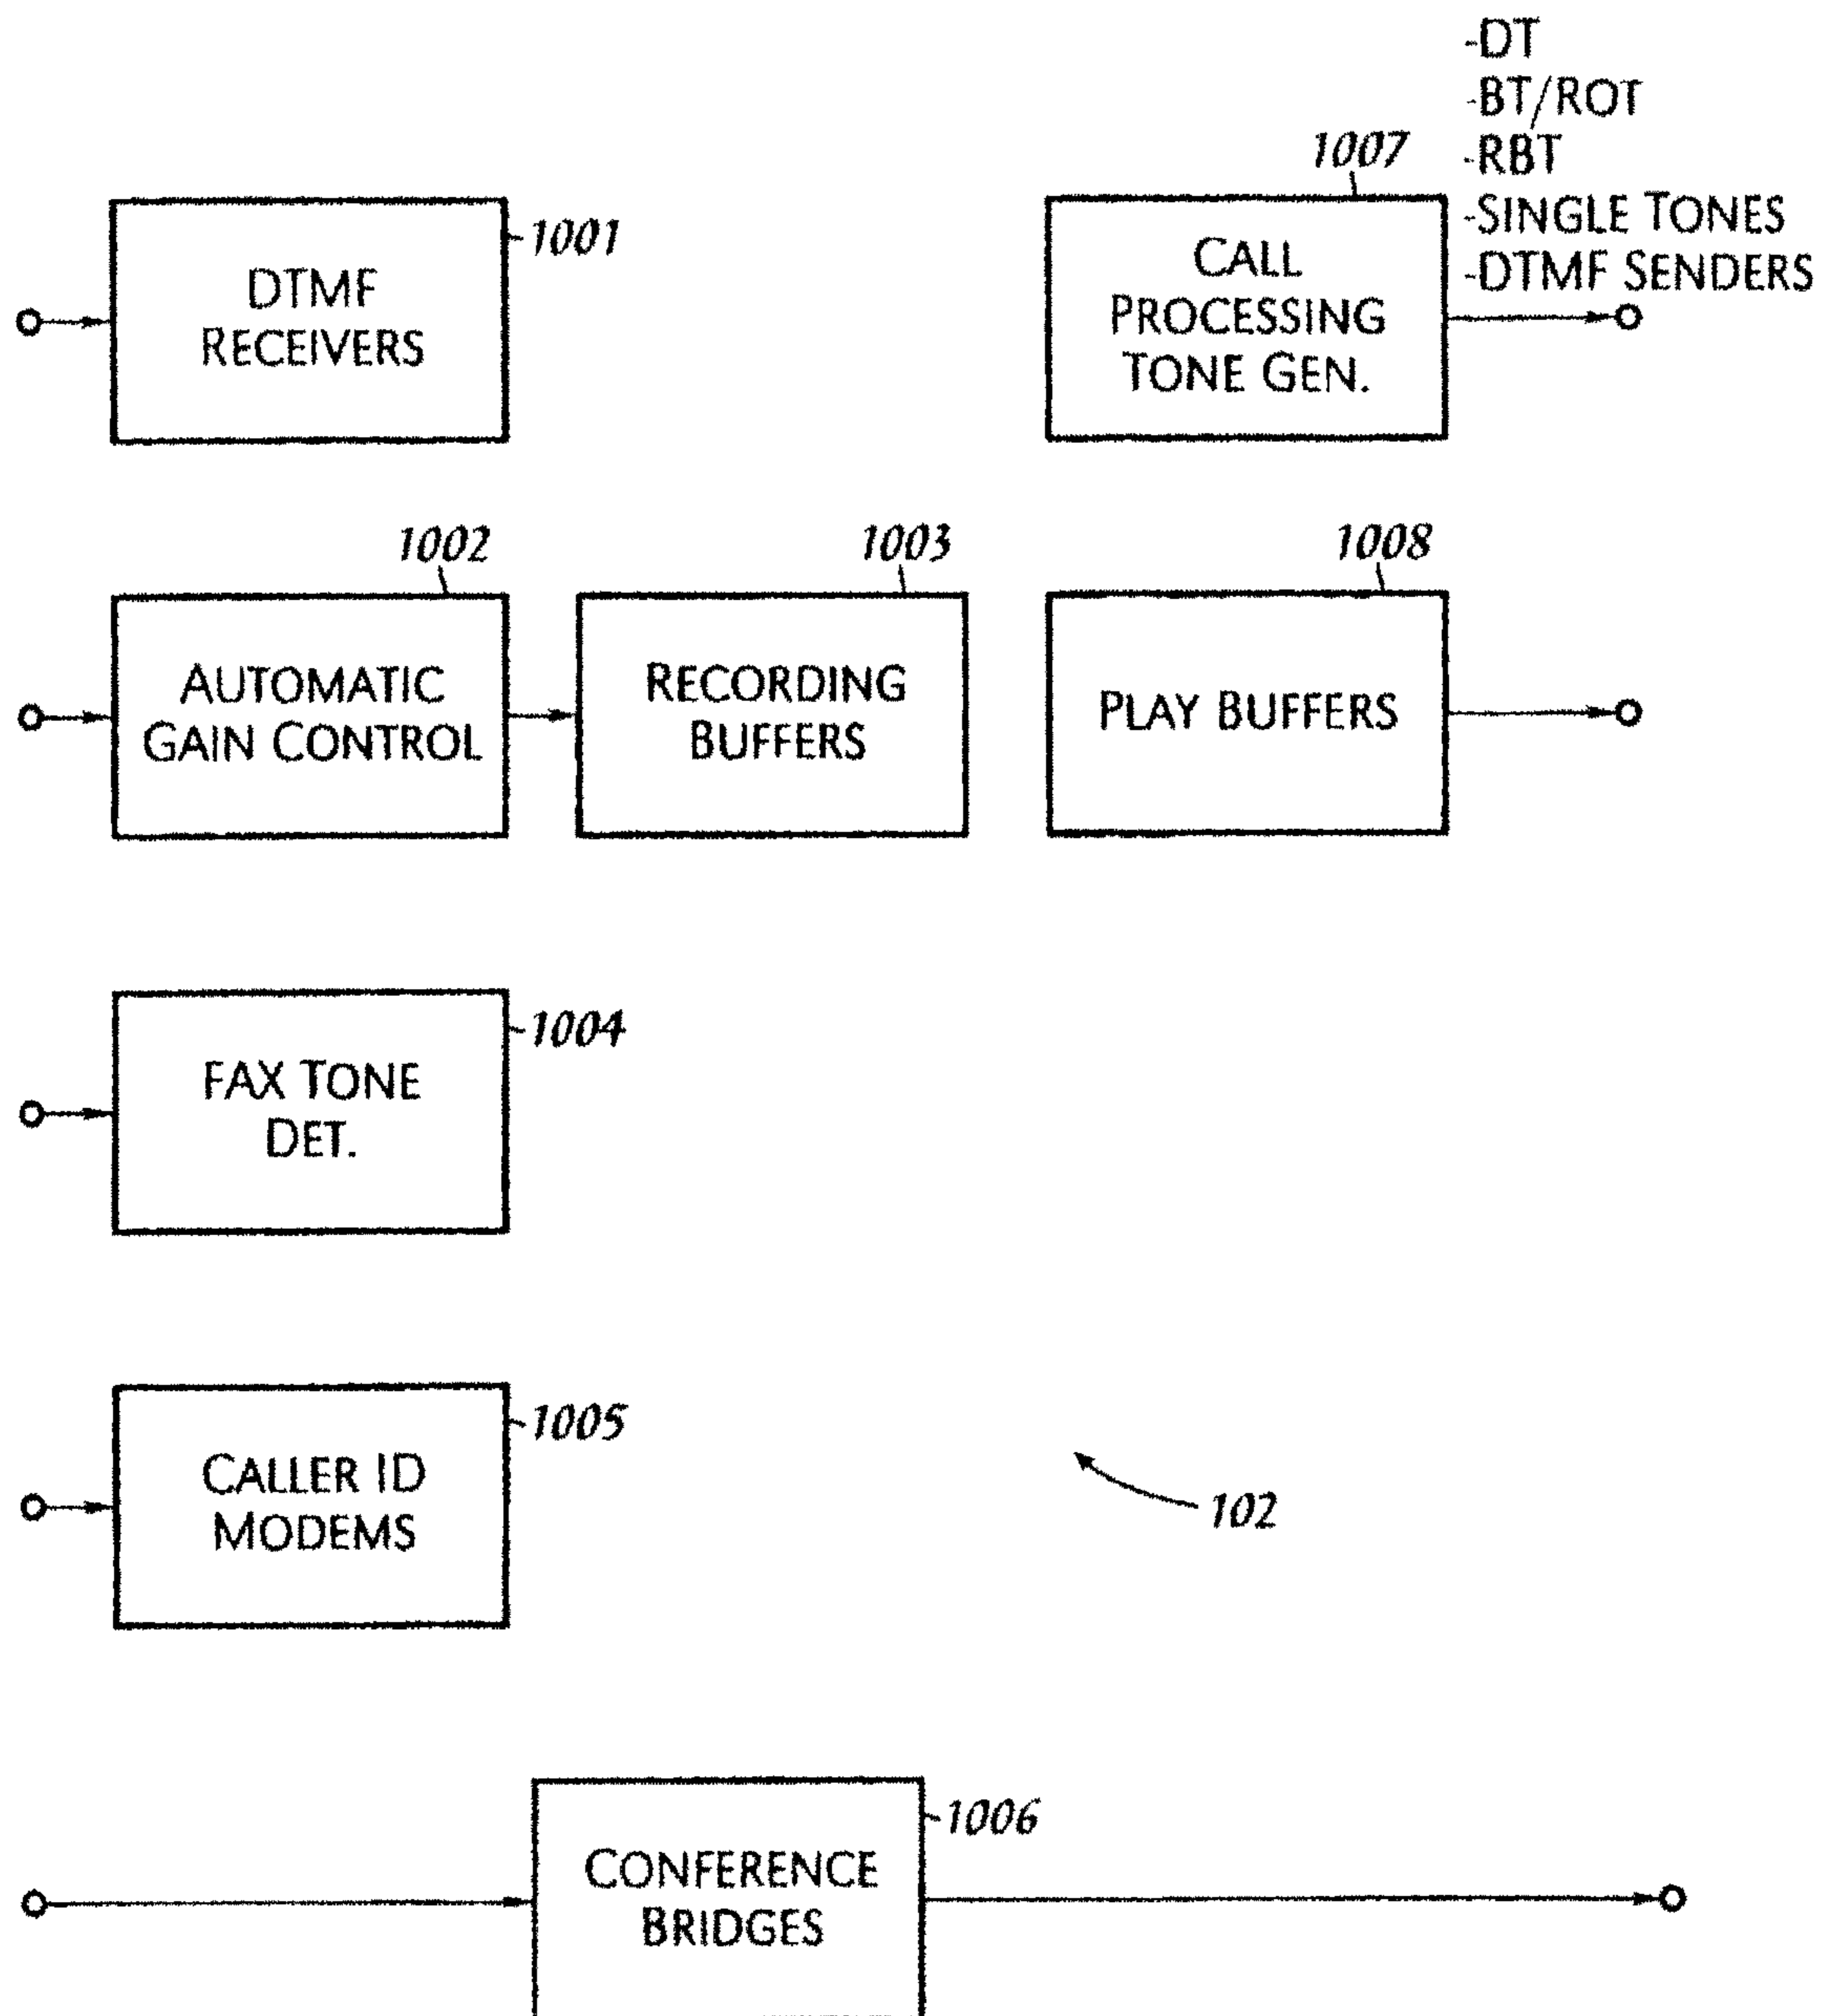 -DT
-BT/ROT
-RBT
-SINGLE TONES
-DTMF SENDERS
1007
1001
DTMF
RECEIVERS
CALL
PROCESSING
TONE GEN.
1002
1003
1008
AUTOMATIC
GAIN CONTROL
RECORDING
BUFFERS
PLAY BUFFERS
1004
FAX TONE
DET.
1005
CALLER ID
MODEMS
102
1006
CONFERENCE
BRIDGES